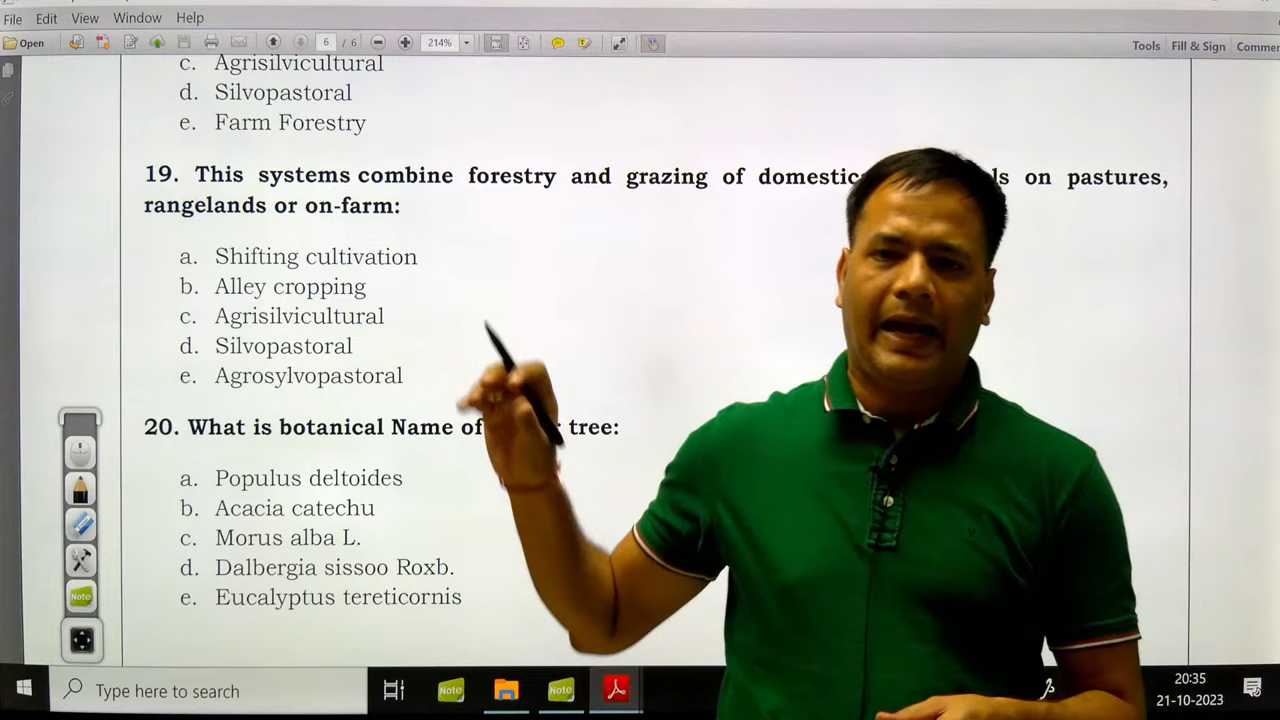 File Edit View Window Help
Open 6 / 6 214% Tools Fill & Sign
c. Agrisilvicultural
d. Silvopastoral
e. Farm Forestry
19. This systems combine forestry and grazing of on pastures,
rangelands or on-farm:
a. Shifting cultivation
b. Alley cropping
c. Agrisilvicultural
d. Silvopastoral
e. Agrosylvopastoral
20. What is botanical Name of tree:
a. Populus deltoides
b. Acacia catechu
c. Morus alba L.
d. Dalbergia sissoo Roxb.
e. Eucalyptus tereticornis
Note
Type here to search Note Note 20:35
21-10-2023